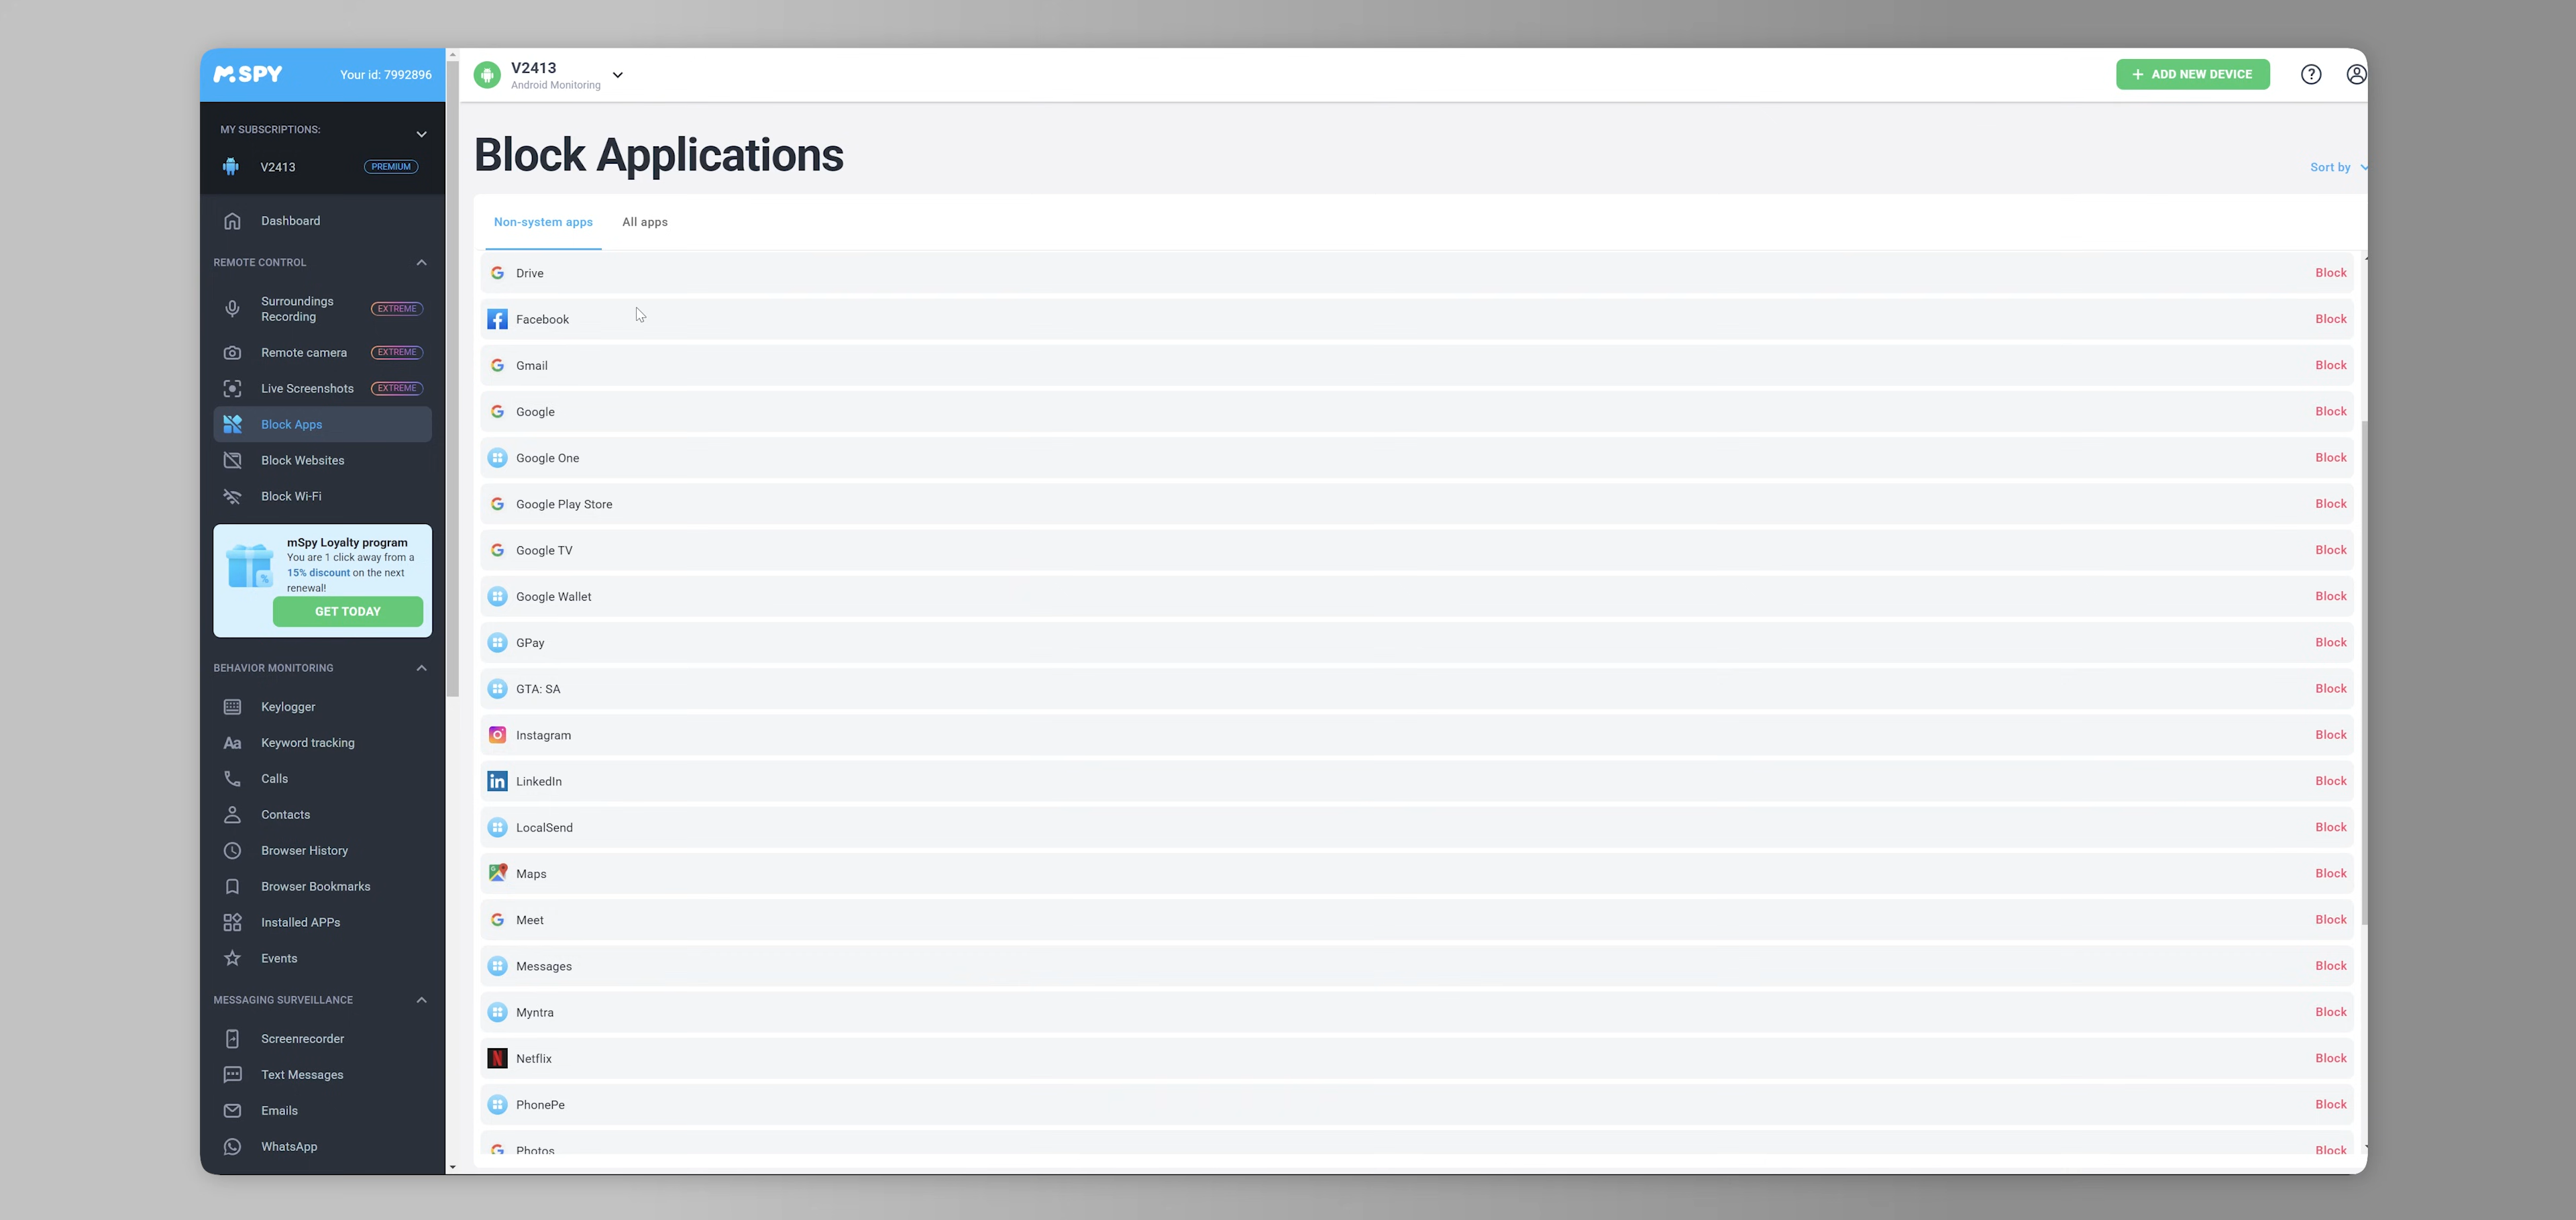 mSPY
Your id: 7992896
MY SUBSCRIPTIONS:
V2413
PREMIUM
Dashboard
REMOTE CONTROL
Surroundings
Recording
EXTREME
Remote camera
EXTREME
Live Screenshots
EXTREME
Block Apps
Block Websites
Block Wi-Fi
mSpy Loyalty program
You are 1 click away from a
15% discount on the next
renewal!
GET TODAY
BEHAVIOR MONITORING
Keylogger
Aa
Keyword tracking
Calls
Contacts
Browser History
Browser Bookmarks
Installed APPs
Events
MESSAGING SURVEILLANCE
Screenrecorder
Text Messages
Emails
WhatsApp
V2413
Android Monitoring
+ ADD NEW DEVICE
?
Block Applications
Sort by
Non-system apps
All apps
Drive Block
Facebook Block
Gmail Block
Google Block
Google One Block
Google Play Store Block
Google TV Block
Google Wallet Block
GPay Block
GTA: SA Block
Instagram Block
LinkedIn Block
LocalSend Block
Maps Block
Meet Block
Messages Block
Myntra Block
Netflix Block
PhonePe Block
Photos Block